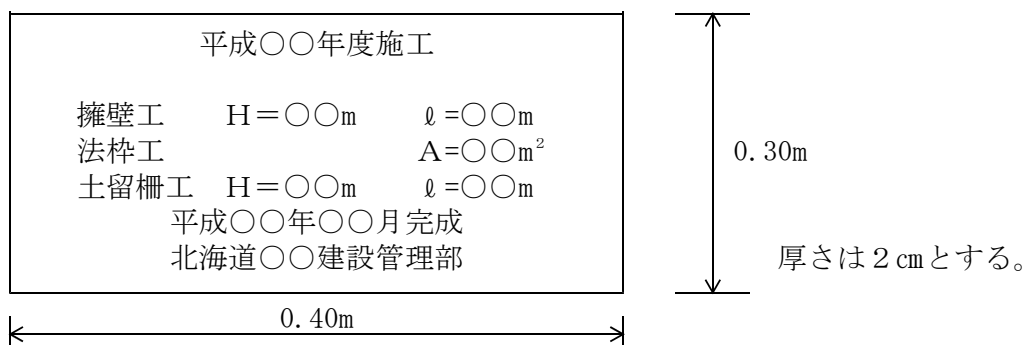 平成○○年度施工
擁壁工 H=○○m ℓ=○○m
法枠工 A=○○m²
土留柵工 H=○○m ℓ=○○m
平成○○年○○月完成
北海道○○建設管理部
0.30m
厚さは2㎝とする。
0.40m